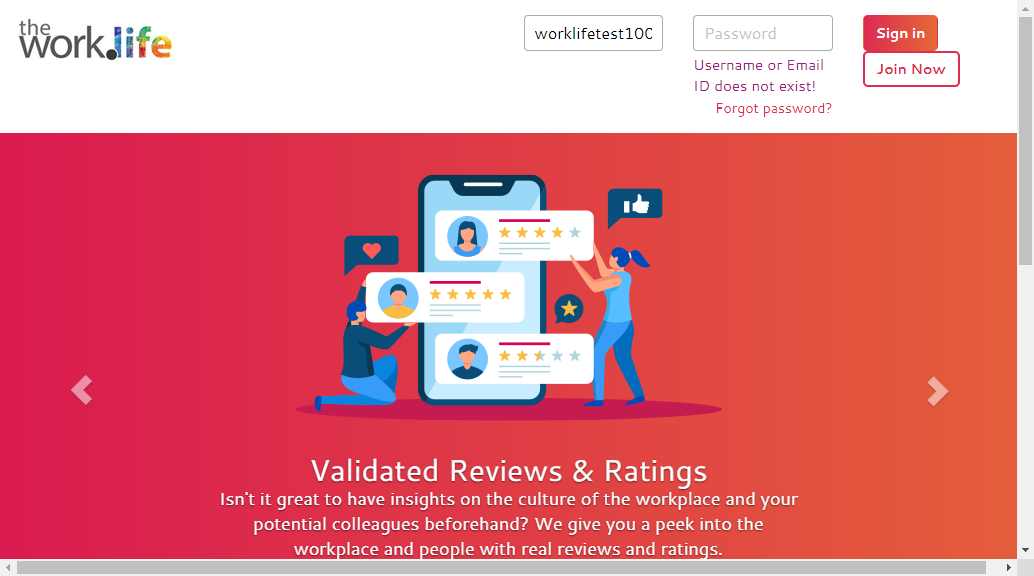 the
work.life
worklifetest100
Password
Sign in
Username or Email
ID does not exist!
Join Now
Forgot password?
Validated Reviews & Ratings
Isn't it great to have insights on the culture of the workplace and your
potential colleagues beforehand? We give you a peek into the
workplace and people with real reviews and ratings.